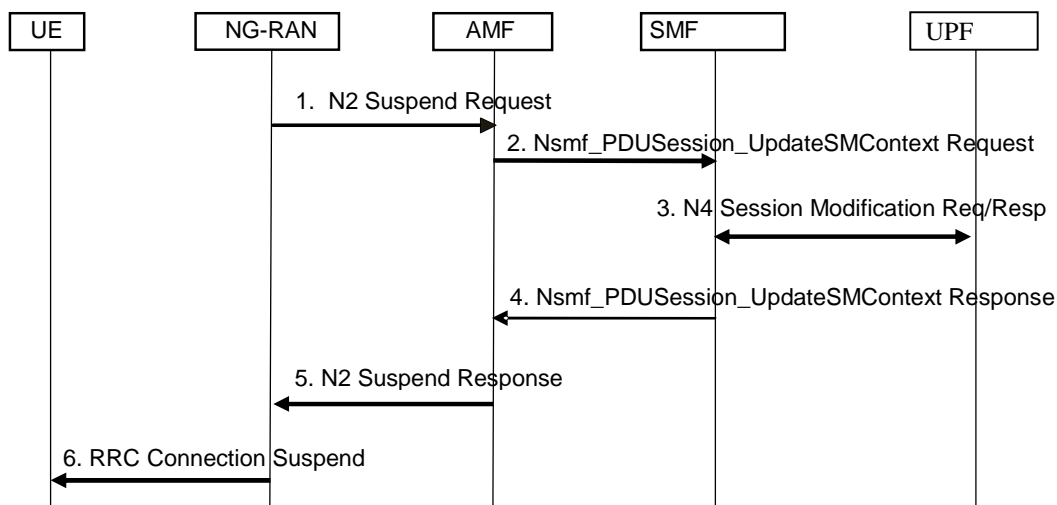 UE
NG-RAN
AMF
SMF
UPF
1. N2 Suspend Request
2. Nsmf_PDUSession_UpdateSMContext Request
3. N4 Session Modification Req/Resp
4. Nsmf_PDUSession_UpdateSMContext Response
5. N2 Suspend Response
6. RRC Connection Suspend